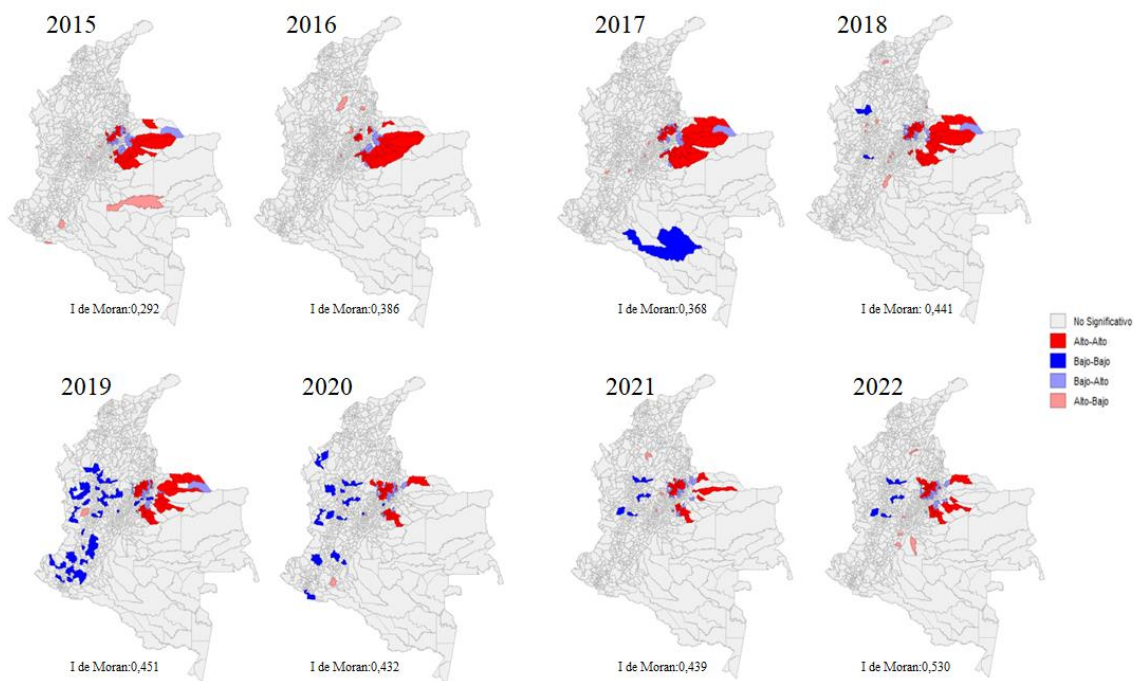 2015
2016
2017
2018
I de Moran:0,292
I de Moran:0,386
I de Moran:0,368
I de Moran: 0,441
No Significativo
Alto-Alto
Bajo-Bajo
Bajo-Alto
Alto-Bajo
2019
2020
2021
2022
I de Moran:0,451
I de Moran:0,432
I de Moran:0,439
I de Moran:0,530